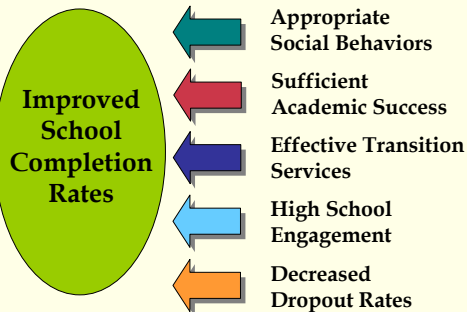 Improved
School
Completion
Rates
Appropriate
Social Behaviors
Sufficient
Academic Success
Effective Transition
Services
High School
Engagement
Decreased
Dropout Rates